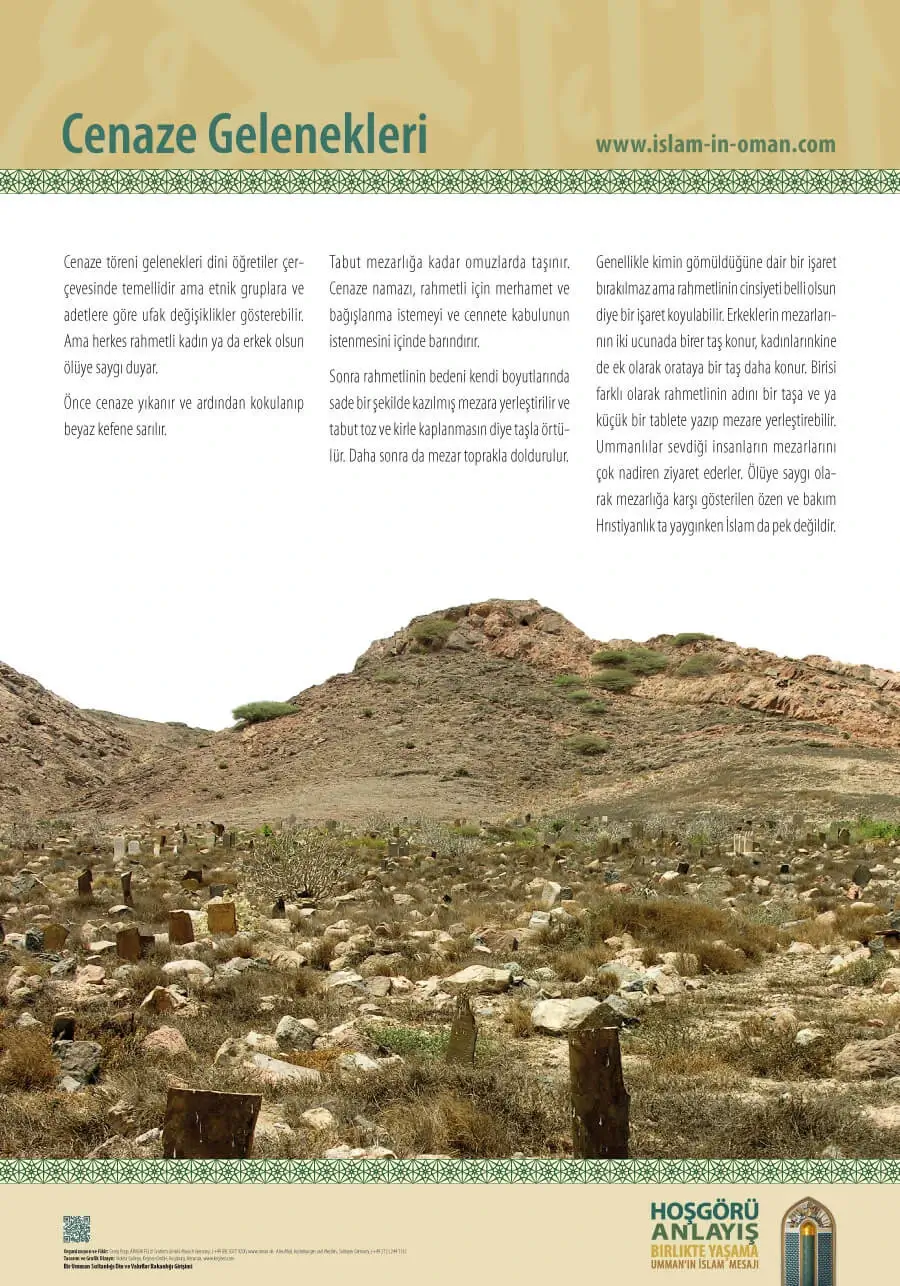 Cenaze Gelenekleri
www.islam-in-oman.com
Cenaze töreni gelenekleri dini öğretiler çer-
çevesinde temellidir ama etnik gruplara ve
adetlere göre ufak değişiklikler gösterebilir.
Ama herkes rahmetli kadın ya da erkek olsun
ölüye saygı duyar.
Önce cenaze yıkanır ve ardından kokulanıp
beyaz kefene sarılır.
Tabut mezarlığa kadar omuzlarda taşınır.
Cenaze namazı, rahmetli için merhamet ve
bağışlanma istemeyi ve cennete kabulunun
istenmesini içinde barındırır.
Sonra rahmetlinin bedeni kendi boyutlarında
sade bir şekilde kazılmış mezara yerleştirilir ve
tabut toz ve kirle kaplanmasın diye taşla örtü-
lür. Daha sonra da mezar toprakla doldurulur.
Genellikle kimin gömüldüğüne dair bir işaret
bırakılmaz ama rahmetlinin cinsiyeti belli olsun
diye bir işaret koyulabilir. Erkeklerin mezarları-
nın iki ucunada birer taş konur, kadınlarınkine
de ek olarak orataya bir taş daha konur. Birisi
farklı olarak rahmetlinin adını bir taşa ve ya
küçük bir tablete yazıp mezare yerleştirebilir.
Ummanlılar sevdiği insanların mezarlarını
çok nadiren ziyaret ederler. Ölüye saygı ola-
rak mezarlığa karşı gösterilen özen ve bakım
Hrıstiyanlık ta yaygınken İslam da pek değildir.
Bir Umman Sultanlığı Din ve Vakıflar Bakanlığı Girişimi
HOŞGÖRÜ
ANLAYIŞ
BİRLİKTE YAŞAMA
UMMAN'IN İSLAM MESAJI